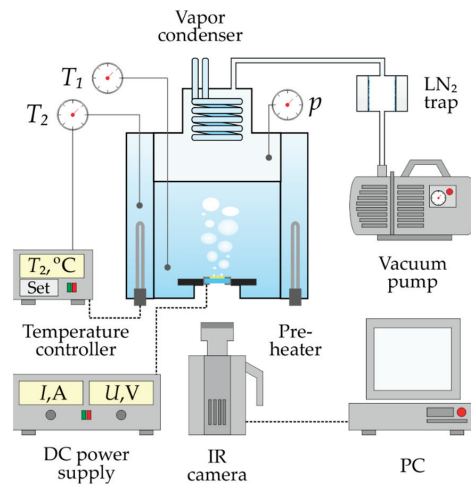 Vapor
condenser
T₁
T₂
p
LN₂
trap
Vacuum
pump
T₂,°C
Set
Temperature
controller
Pre-
heater
I,A
U,V
DC power
supply
IR
camera
PC